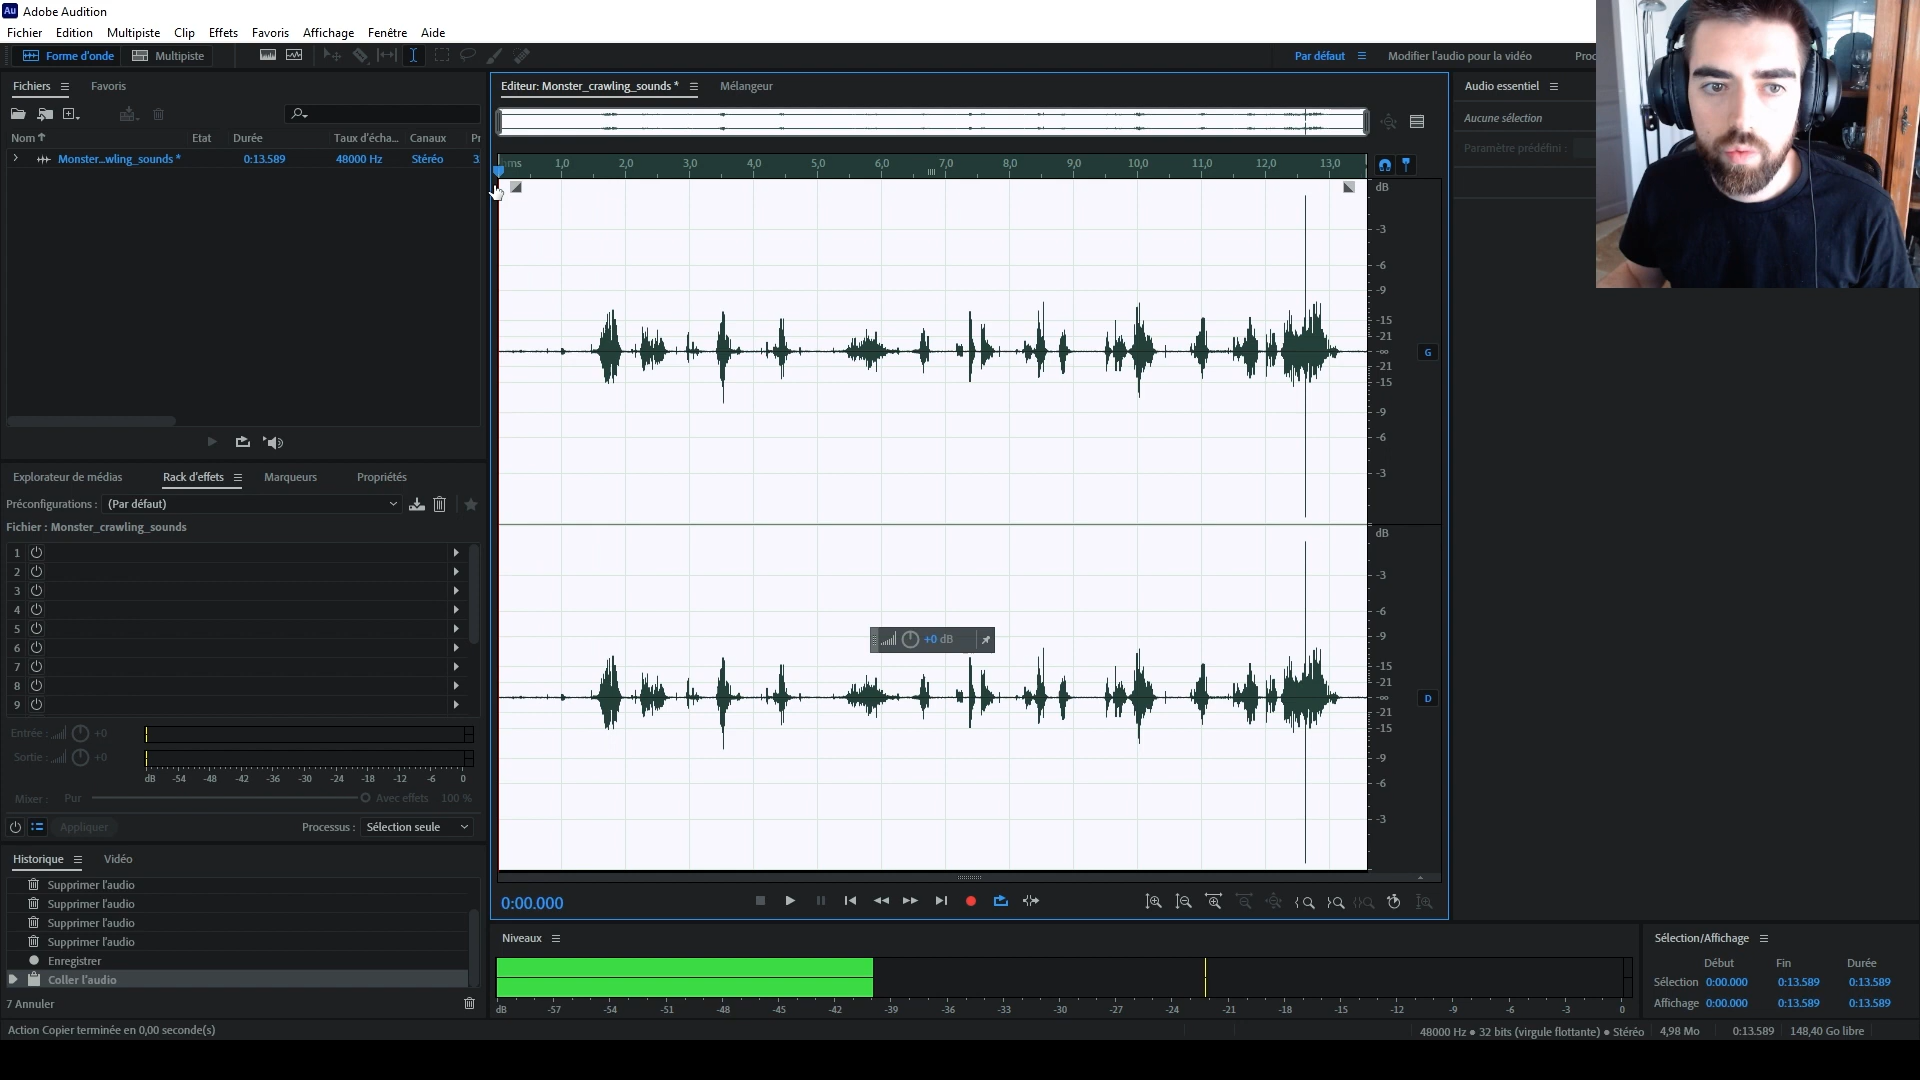 Au Adobe Audition
Fichier Edition Multipiste Clip Effets Favoris Affichage Fenêtre Aide
Forme d'onde Multipiste Par défaut Modifier l'audio pour la vidéo Proc
Fichiers Favoris
Nom Etat Durée Taux d'écha... Canaux Pr
Monster...wling_sounds * 0:13.589 48000 Hz Stéréo 3
Explorateur de médias Rack d'effets Marqueurs Propriétés
Préconfigurations : (Par défaut)
Fichier : Monster_crawling_sounds
1
2
3
4
5
6
7
8
9
Entrée : +0
Sortie : +0
dB -54 -48 -42 -36 -30 -24 -18 -12 -6 0
Mixer : Pur Avec effets 100 %
Appliquer Processus : Sélection seule
Historique Vidéo
Supprimer l'audio
Supprimer l'audio
Supprimer l'audio
Supprimer l'audio
Enregistrer
Coller l'audio
7 Annuler
Action Copier terminée en 0,00 seconde(s)
Editeur: Monster_crawling_sounds * Mélangeur
hms 1,0 2,0 3,0 4,0 5,0 6,0 7,0 8,0 9,0 10,0 11,0 12,0 13,0
dB
-3
-6
-9
-15
-21
-∞ G
-21
-15
-9
-6
-3
dB
-3
-6
-9
+0 dB
-15
-21
-∞ D
-21
-15
-9
-6
-3
0:00.000
Niveaux
dB -57 -54 -51 -48 -45 -42 -39 -36 -33 -30 -27 -24 -21 -18 -15 -12 -9 -6 -3 0
Audio essentiel
Aucune sélection
Paramètre prédéfini :
Sélection/Affichage
Début Fin Durée
Sélection 0:00.000 0:13.589 0:13.589
Affichage 0:00.000 0:13.589 0:13.589
48000 Hz ● 32 bits (virgule flottante) ● Stéréo 4,98 Mo 0:13.589 148,40 Go libre